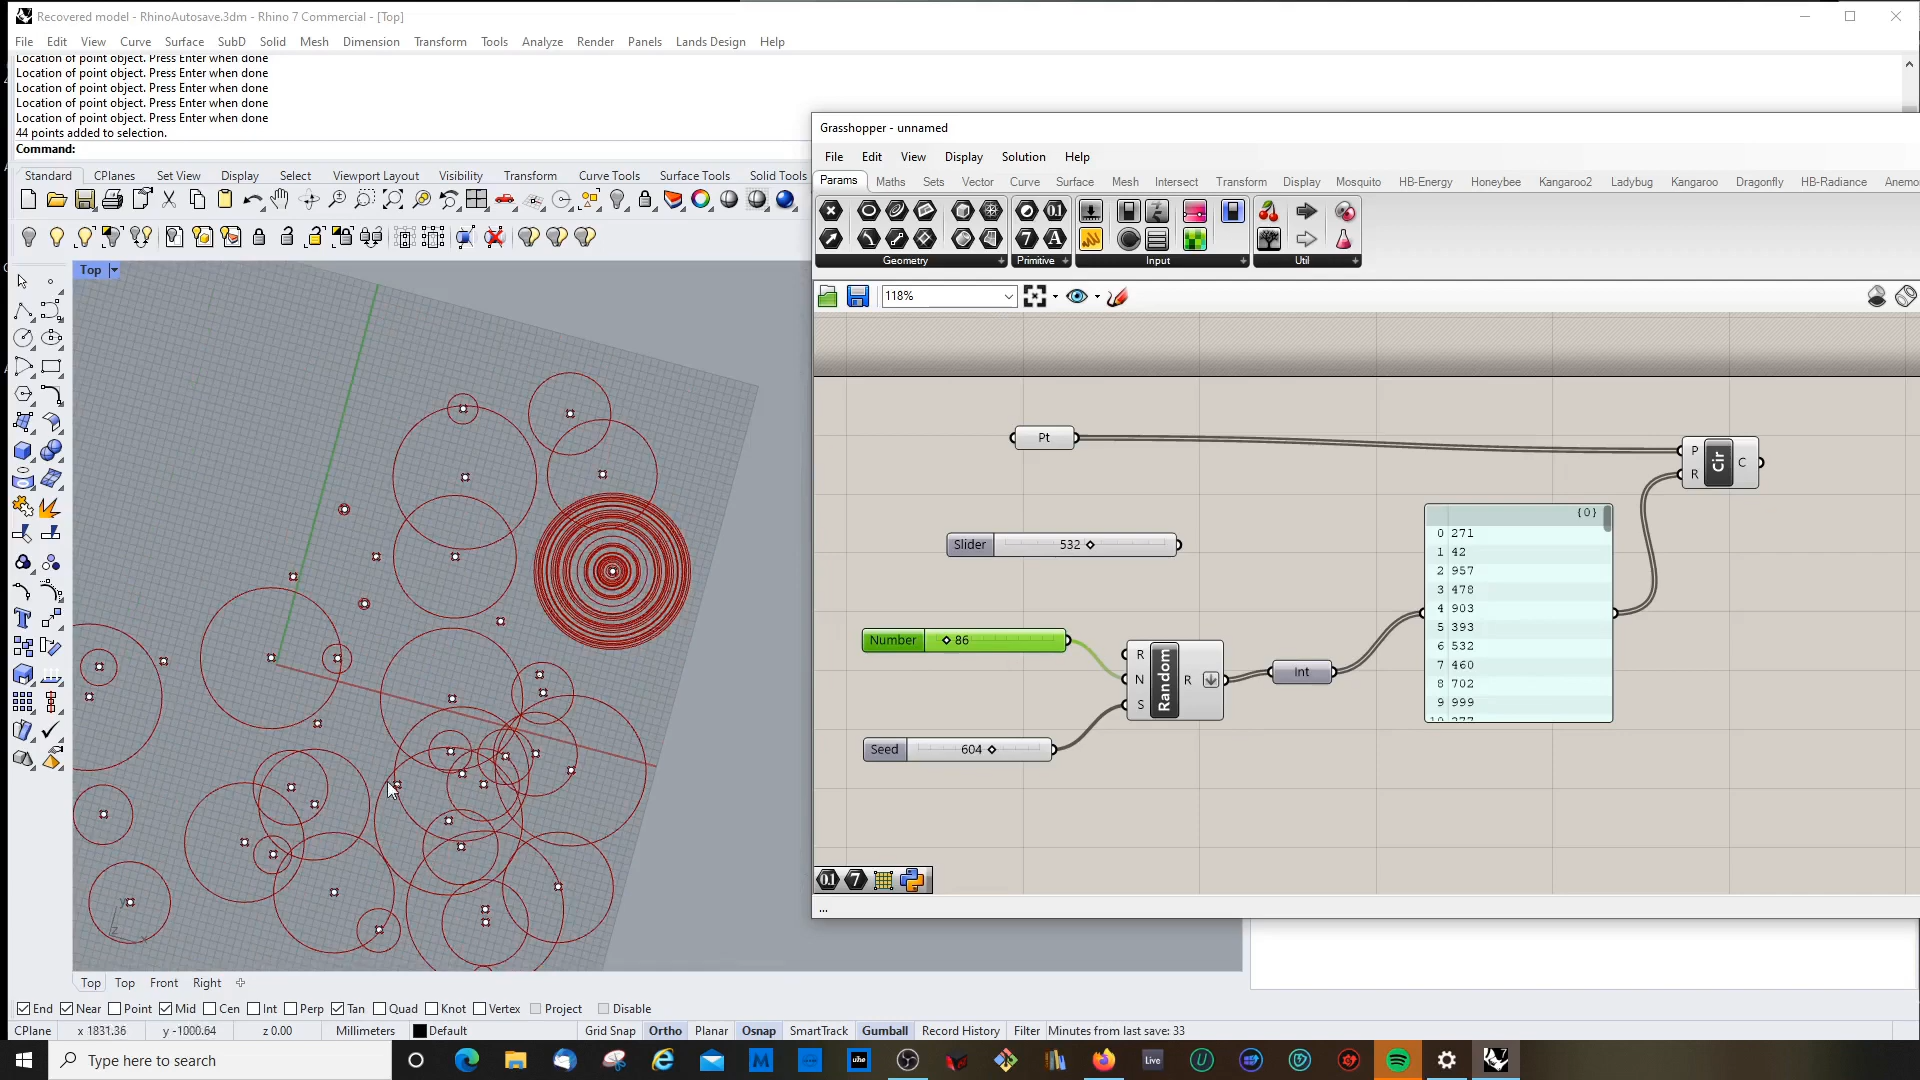 Recovered model - RhinoAutosave.3dm - Rhino 7 Commercial - [Top]
File Edit View Curve Surface SubD Solid Mesh Dimension Transform Tools Analyze Render Panels Lands Design Help
Location of point object. Press Enter when done
Location of point object. Press Enter when done
Location of point object. Press Enter when done
Location of point object. Press Enter when done
Location of point object. Press Enter when done
44 points added to selection.
Command:
Standard CPlanes Set View Display Select Viewport Layout Visibility Transform Curve Tools Surface Tools Solid Tools
Top
Grasshopper - unnamed
File Edit View Display Solution Help
Params Maths Sets Vector Curve Surface Mesh Intersect Transform Display Mosquito HB-Energy Honeybee Kangaroo2 Ladybug Kangaroo Dragonfly HB-Radiance Anemo
Geometry Primitive Input Util
118%
Pt
P
R
Cir
C
Slider 532
Number 86
R
N
S
Random
R
Int
Seed 604
{0}
0 271
1 42
2 957
3 478
4 903
5 393
6 532
7 460
8 702
9 999
10 277
...
y
z
x
Top Top Front Right
End Near Point Mid Cen Int Perp Tan Quad Knot Vertex Project Disable
CPlane x 1831.36 y -1000.64 z 0.00 Millimeters Default Grid Snap Ortho Planar Osnap SmartTrack Gumball Record History Filter Minutes from last save: 33
Type here to search
uhe
Live